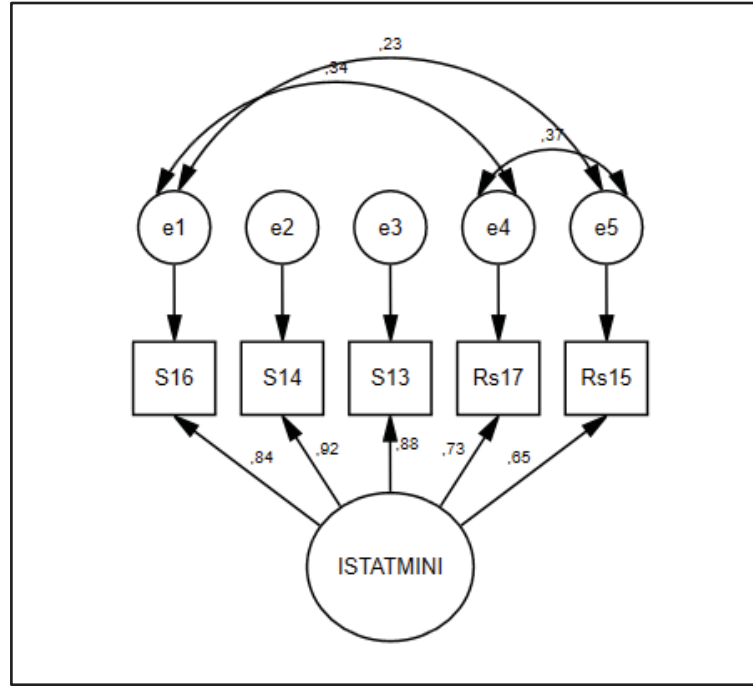 ,23
,34
,37
e1 e2 e3 e4 e5
S16 S14 S13 Rs17 Rs15
,84 ,92 ,88 ,73 ,65
ISTATMINI